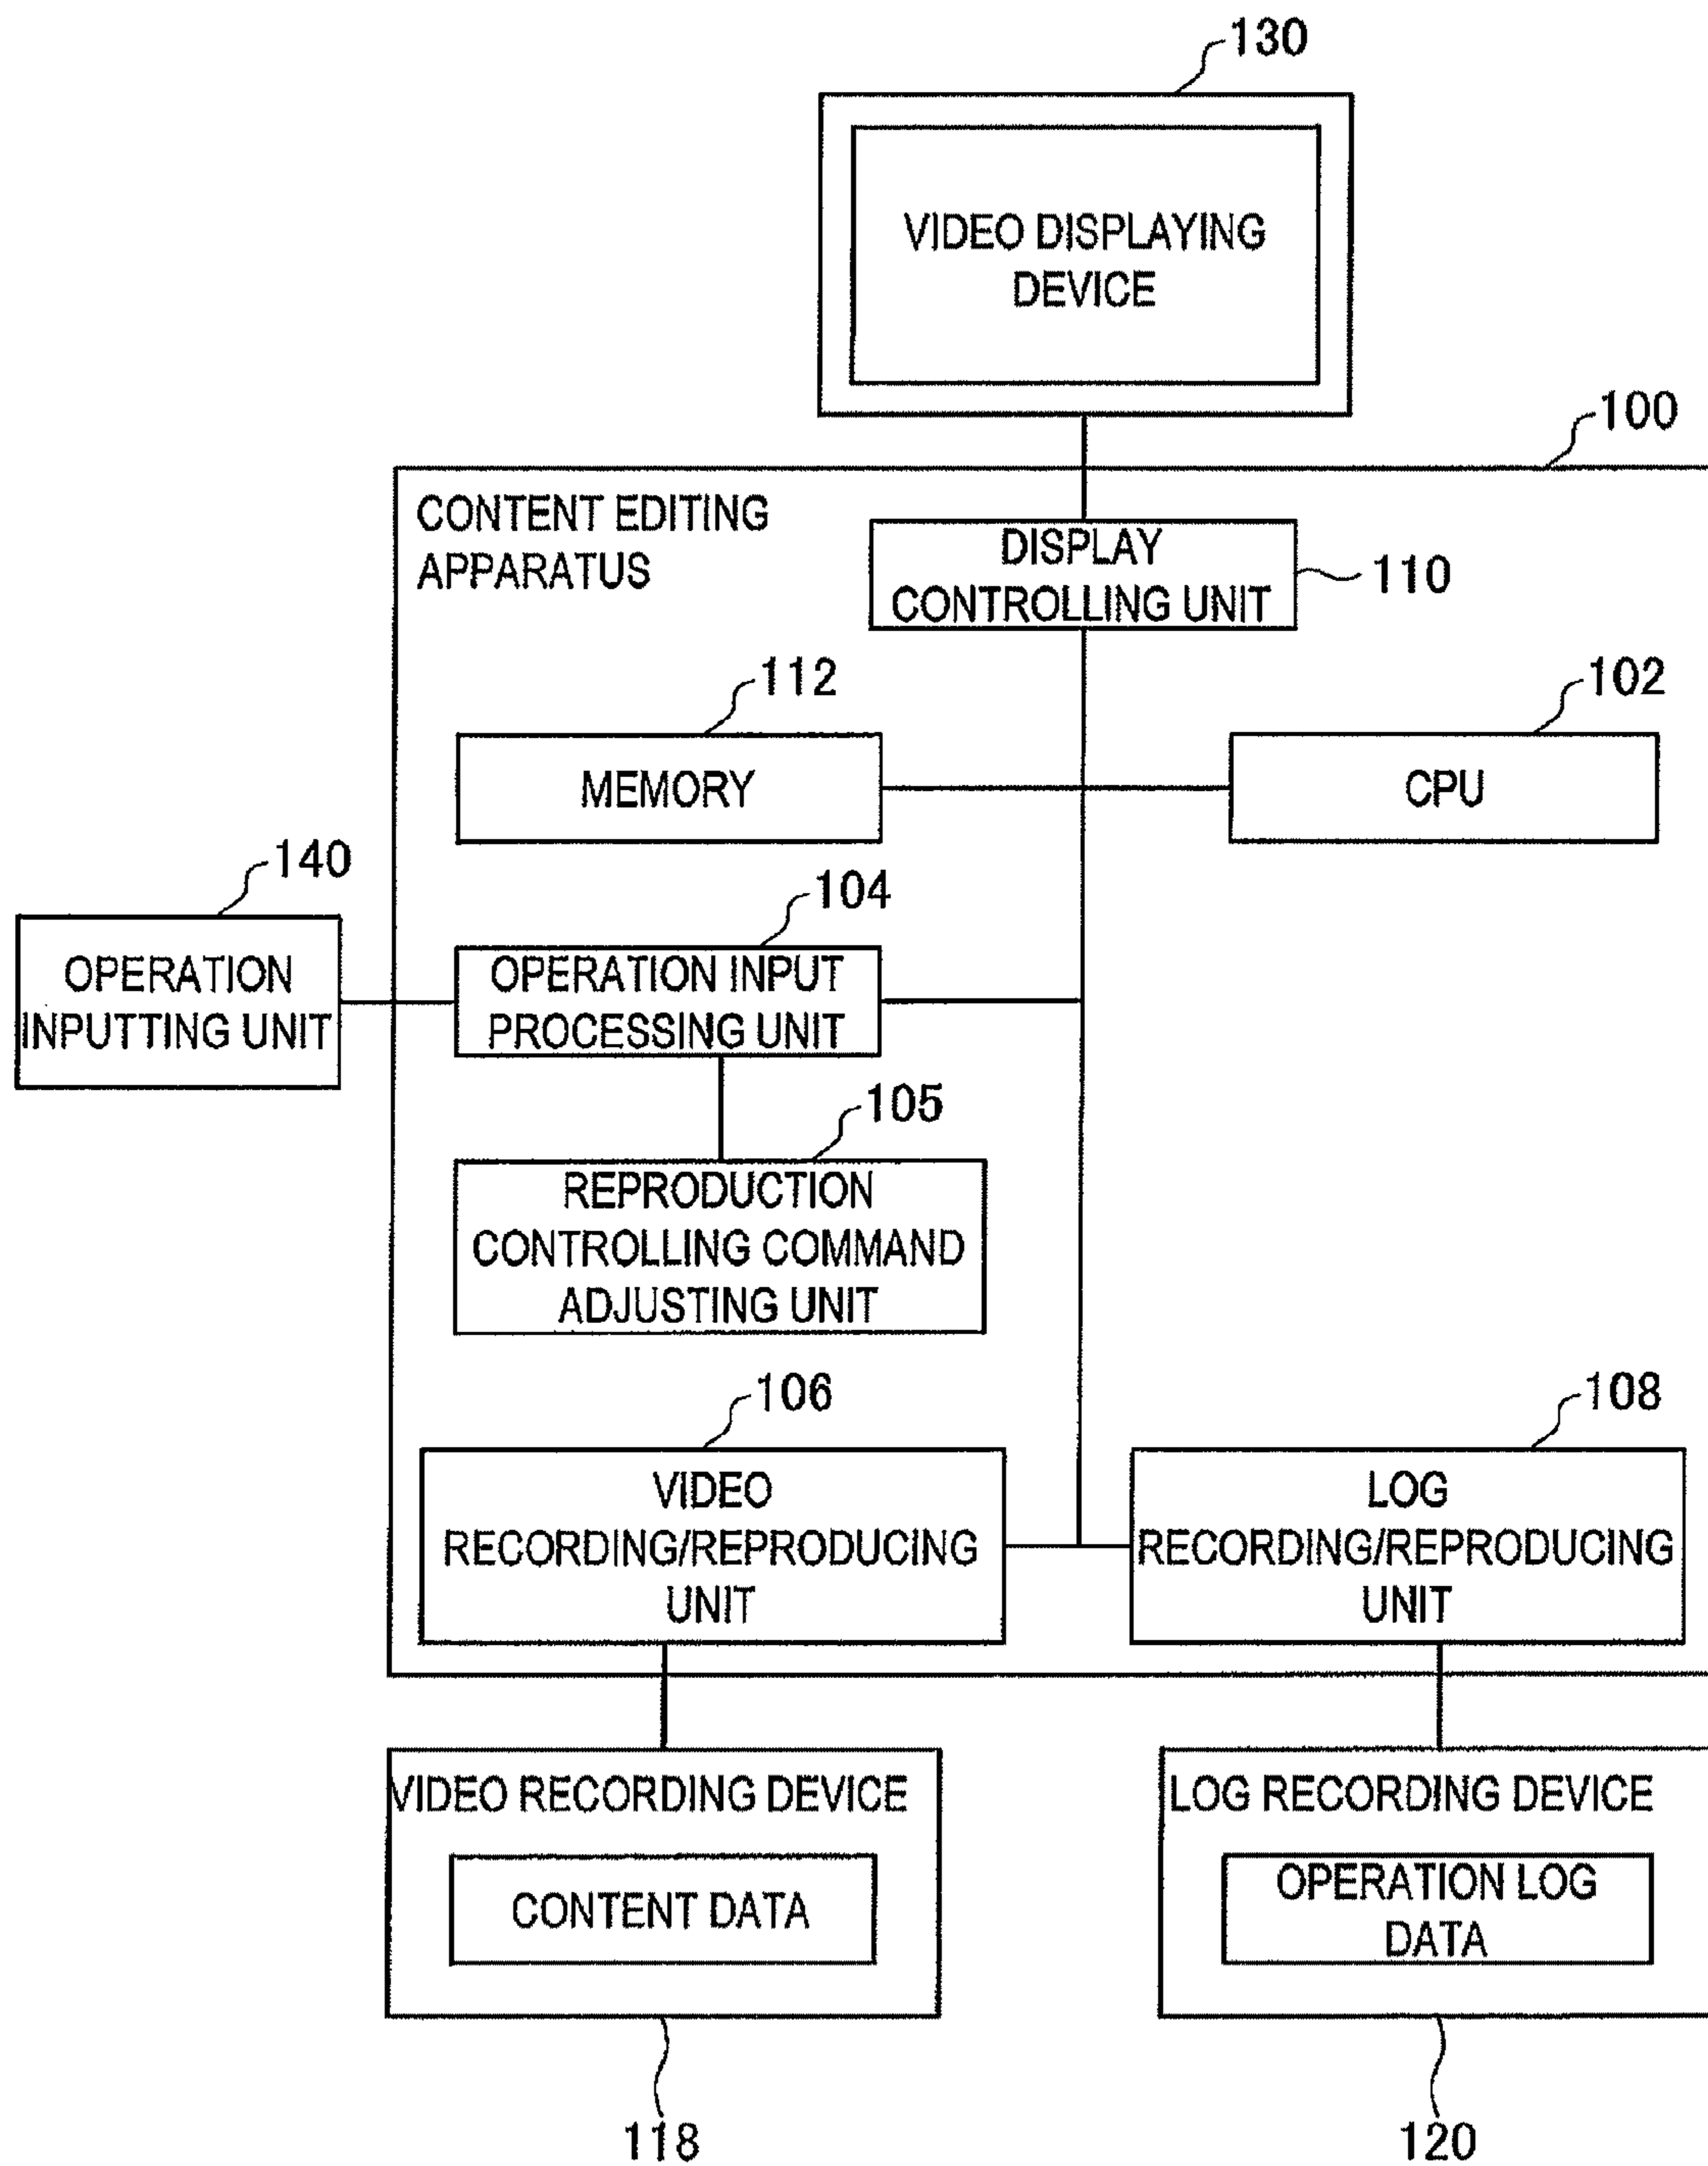 130
VIDEO DISPLAYING
DEVICE
100
CONTENT EDITING
APPARATUS
DISPLAY
CONTROLLING UNIT
110
112
102
MEMORY
CPU
140
104
OPERATION
INPUTTING UNIT
OPERATION INPUT
PROCESSING UNIT
105
REPRODUCTION
CONTROLLING COMMAND
ADJUSTING UNIT
106
108
VIDEO
RECORDING/REPRODUCING
UNIT
LOG
RECORDING/REPRODUCING
UNIT
VIDEO RECORDING DEVICE
CONTENT DATA
LOG RECORDING DEVICE
OPERATION LOG
DATA
118
120